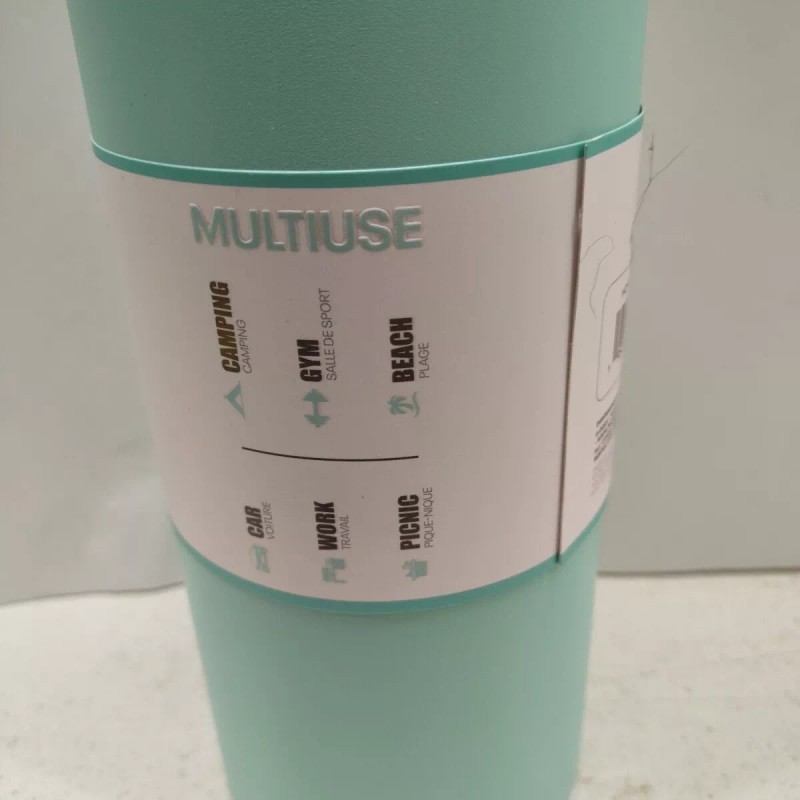 MULTIUSE
CAMPING
CAMPING
GYM
SALLE DE SPORT
BEACH
PLAGE
CAR
VOITURE
WORK
TRAVAIL
PICNIC
PIQUE-NIQUE